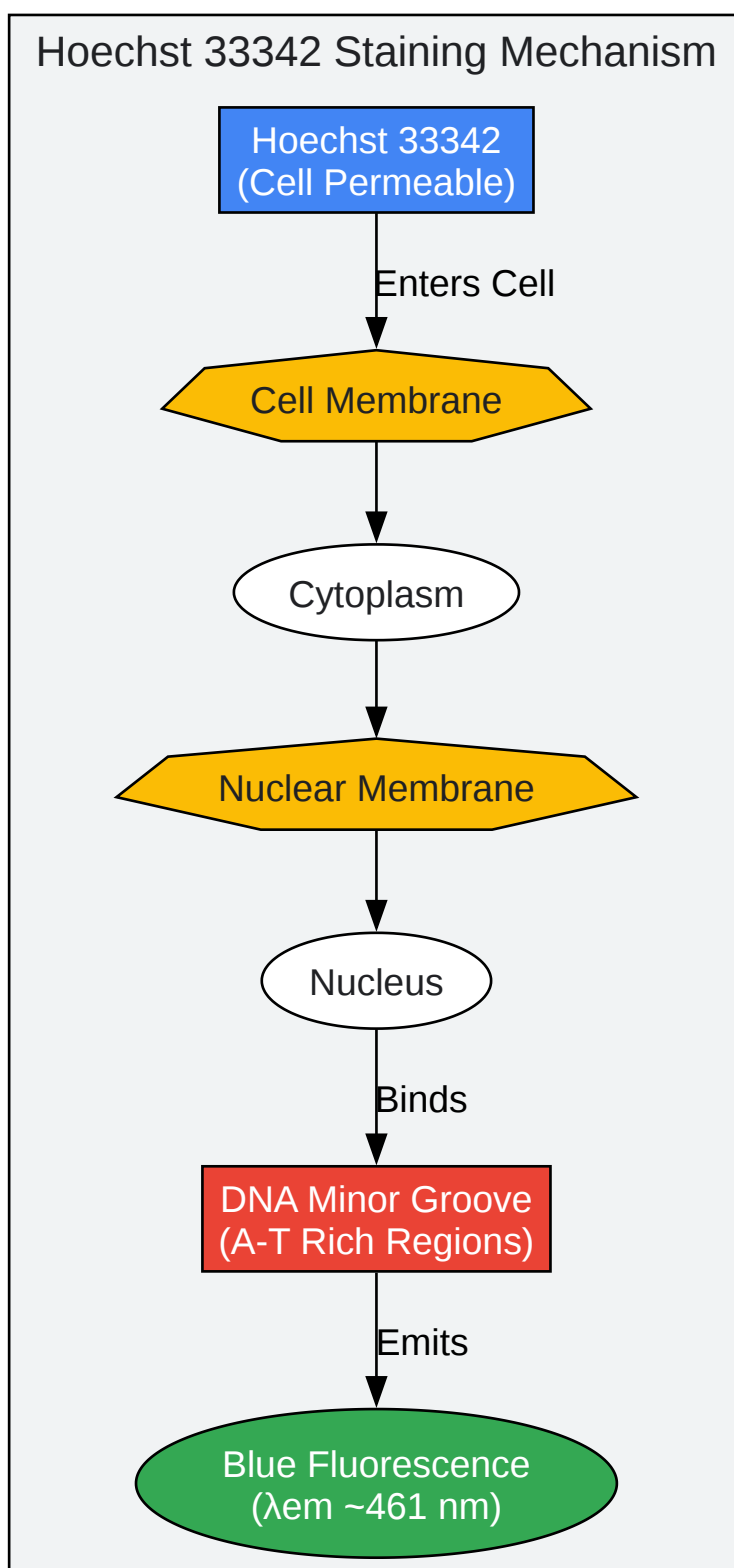 Hoechst 33342 Staining Mechanism
Hoechst 33342
(Cell Permeable)
Enters Cell
Cell Membrane
Cytoplasm
Nuclear Membrane
Nucleus
Binds
DNA Minor Groove
(A-T Rich Regions)
Emits
Blue Fluorescence
(λem ~461 nm)